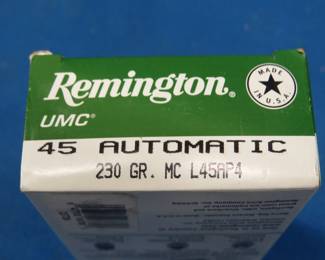 Remington®
MADE
IN U.S.A.
UMC®
45 AUTOMATIC
230 GR. MC L45AP4